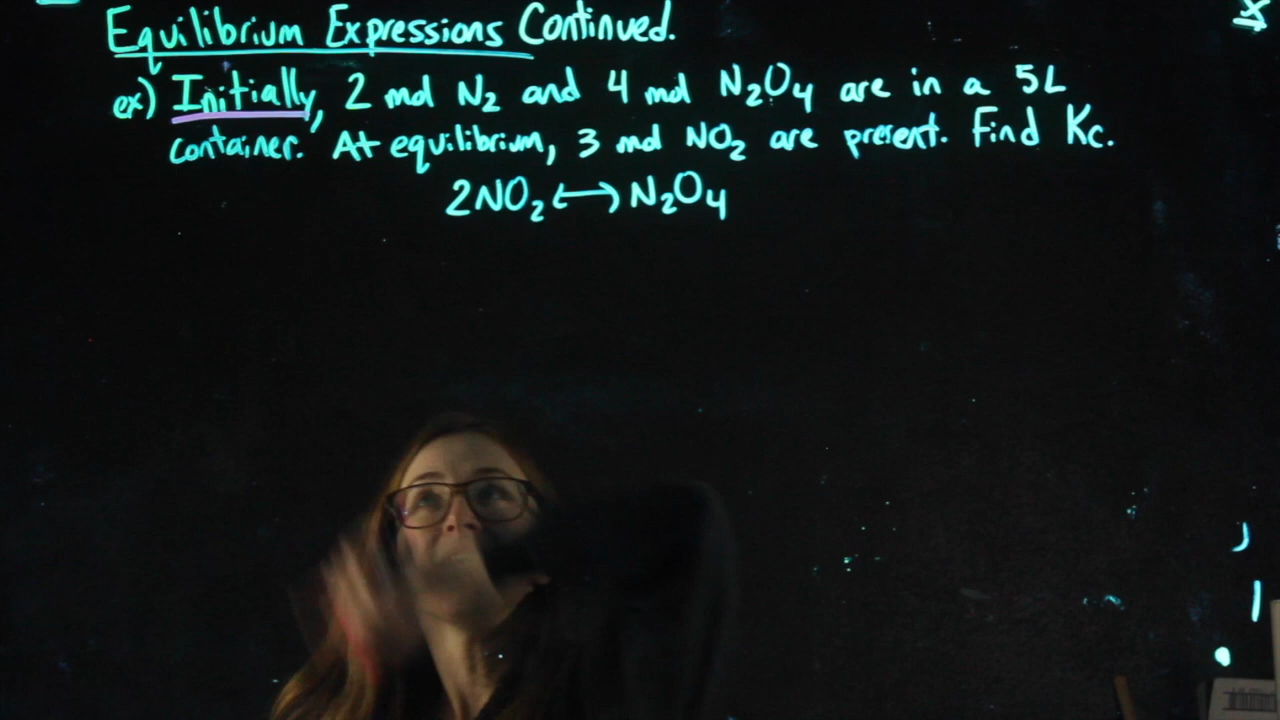 Equilibrium Expressions Continued.
ex) Initially, 2 mol N₂ and 4 mol N₂O₄ are in a 5L
container. At equilibrium, 3 mol NO₂ are present. Find Kc.
2NO₂ ⟷ N₂O₄